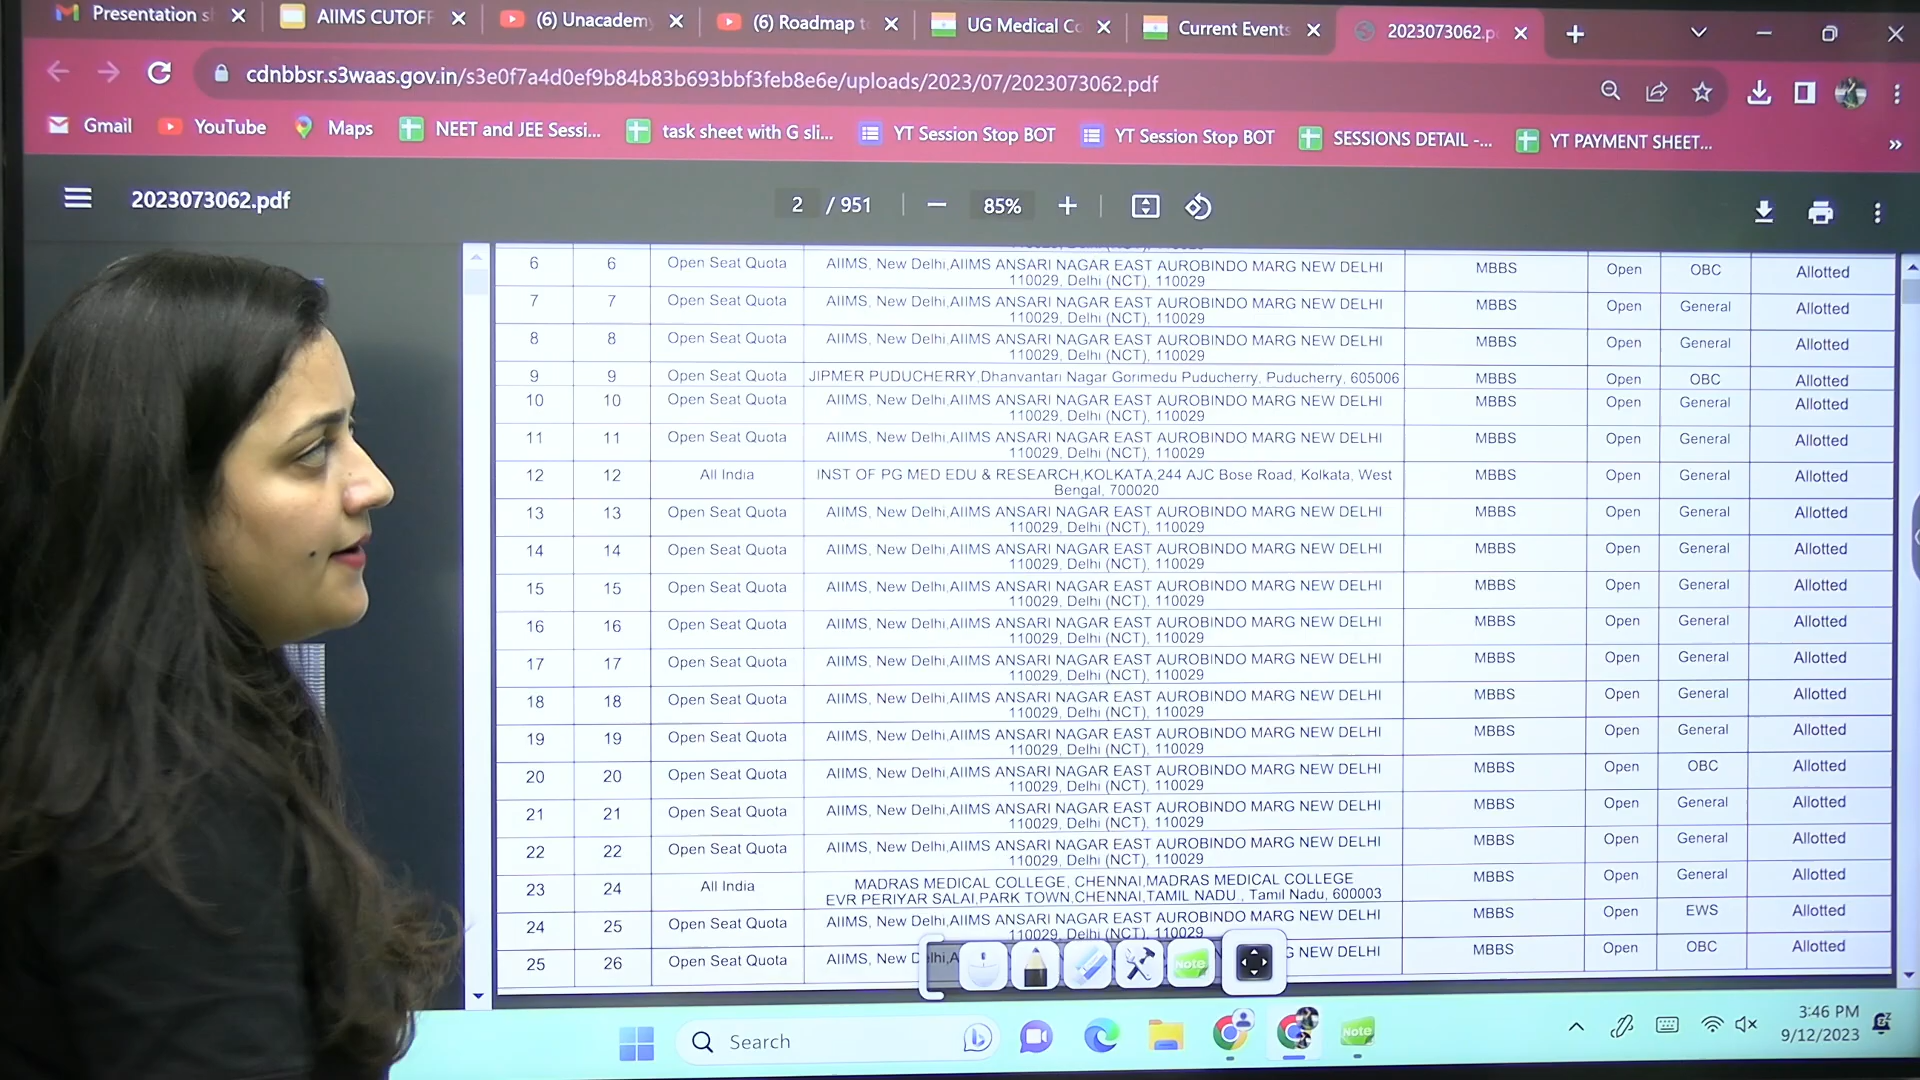 Presentation s
AIIMS CUTOFF
(6) Unacademy
(6) Roadmap to
UG Medical Co
Current Events
2023073062.p
cdnbbsr.s3waas.gov.in/s3e0f7a4d0ef9b84b83b693bbf3feb8e6e/uploads/2023/07/2023073062.pdf
Gmail
YouTube
Maps
NEET and JEE Sessi...
task sheet with G sli...
YT Session Stop BOT
YT Session Stop BOT
SESSIONS DETAIL -...
YT PAYMENT SHEET...
»
2023073062.pdf
2 / 951
85%
6 6 Open Seat Quota AIIMS, New Delhi,AIIMS ANSARI NAGAR EAST AUROBINDO MARG NEW DELHI MBBS Open OBC Allotted
110029, Delhi (NCT), 110029
7 7 Open Seat Quota AIIMS, New Delhi,AIIMS ANSARI NAGAR EAST AUROBINDO MARG NEW DELHI MBBS Open General Allotted
110029, Delhi (NCT), 110029
8 8 Open Seat Quota AIIMS, New Delhi,AIIMS ANSARI NAGAR EAST AUROBINDO MARG NEW DELHI MBBS Open General Allotted
110029, Delhi (NCT), 110029
9 9 Open Seat Quota JIPMER PUDUCHERRY,Dhanvantari Nagar Gorimedu Puducherry, Puducherry, 605006 MBBS Open OBC Allotted
10 10 Open Seat Quota AIIMS, New Delhi,AIIMS ANSARI NAGAR EAST AUROBINDO MARG NEW DELHI MBBS Open General Allotted
110029, Delhi (NCT), 110029
11 11 Open Seat Quota AIIMS, New Delhi,AIIMS ANSARI NAGAR EAST AUROBINDO MARG NEW DELHI MBBS Open General Allotted
110029, Delhi (NCT), 110029
12 12 All India INST OF PG MED EDU & RESEARCH,KOLKATA,244 AJC Bose Road, Kolkata, West MBBS Open General Allotted
Bengal, 700020
13 13 Open Seat Quota AIIMS, New Delhi,AIIMS ANSARI NAGAR EAST AUROBINDO MARG NEW DELHI MBBS Open General Allotted
110029, Delhi (NCT), 110029
14 14 Open Seat Quota AIIMS, New Delhi,AIIMS ANSARI NAGAR EAST AUROBINDO MARG NEW DELHI MBBS Open General Allotted
110029, Delhi (NCT), 110029
15 15 Open Seat Quota AIIMS, New Delhi,AIIMS ANSARI NAGAR EAST AUROBINDO MARG NEW DELHI MBBS Open General Allotted
110029, Delhi (NCT), 110029
16 16 Open Seat Quota AIIMS, New Delhi,AIIMS ANSARI NAGAR EAST AUROBINDO MARG NEW DELHI MBBS Open General Allotted
110029, Delhi (NCT), 110029
17 17 Open Seat Quota AIIMS, New Delhi,AIIMS ANSARI NAGAR EAST AUROBINDO MARG NEW DELHI MBBS Open General Allotted
110029, Delhi (NCT), 110029
18 18 Open Seat Quota AIIMS, New Delhi,AIIMS ANSARI NAGAR EAST AUROBINDO MARG NEW DELHI MBBS Open General Allotted
110029, Delhi (NCT), 110029
19 19 Open Seat Quota AIIMS, New Delhi,AIIMS ANSARI NAGAR EAST AUROBINDO MARG NEW DELHI MBBS Open General Allotted
110029, Delhi (NCT), 110029
20 20 Open Seat Quota AIIMS, New Delhi,AIIMS ANSARI NAGAR EAST AUROBINDO MARG NEW DELHI MBBS Open OBC Allotted
110029, Delhi (NCT), 110029
21 21 Open Seat Quota AIIMS, New Delhi,AIIMS ANSARI NAGAR EAST AUROBINDO MARG NEW DELHI MBBS Open General Allotted
110029, Delhi (NCT), 110029
22 22 Open Seat Quota AIIMS, New Delhi,AIIMS ANSARI NAGAR EAST AUROBINDO MARG NEW DELHI MBBS Open General Allotted
110029, Delhi (NCT), 110029
23 24 All India MADRAS MEDICAL COLLEGE, CHENNAI,MADRAS MEDICAL COLLEGE MBBS Open General Allotted
EVR PERIYAR SALAI,PARK TOWN,CHENNAI,TAMIL NADU., Tamil Nadu, 600003
24 25 Open Seat Quota AIIMS, New Delhi,AIIMS ANSARI NAGAR EAST AUROBINDO MARG NEW DELHI MBBS Open EWS Allotted
110029, Delhi (NCT), 110029
25 26 Open Seat Quota AIIMS, New Delhi,A G NEW DELHI MBBS Open OBC Allotted
Note
Search
Note
3:46 PM
9/12/2023